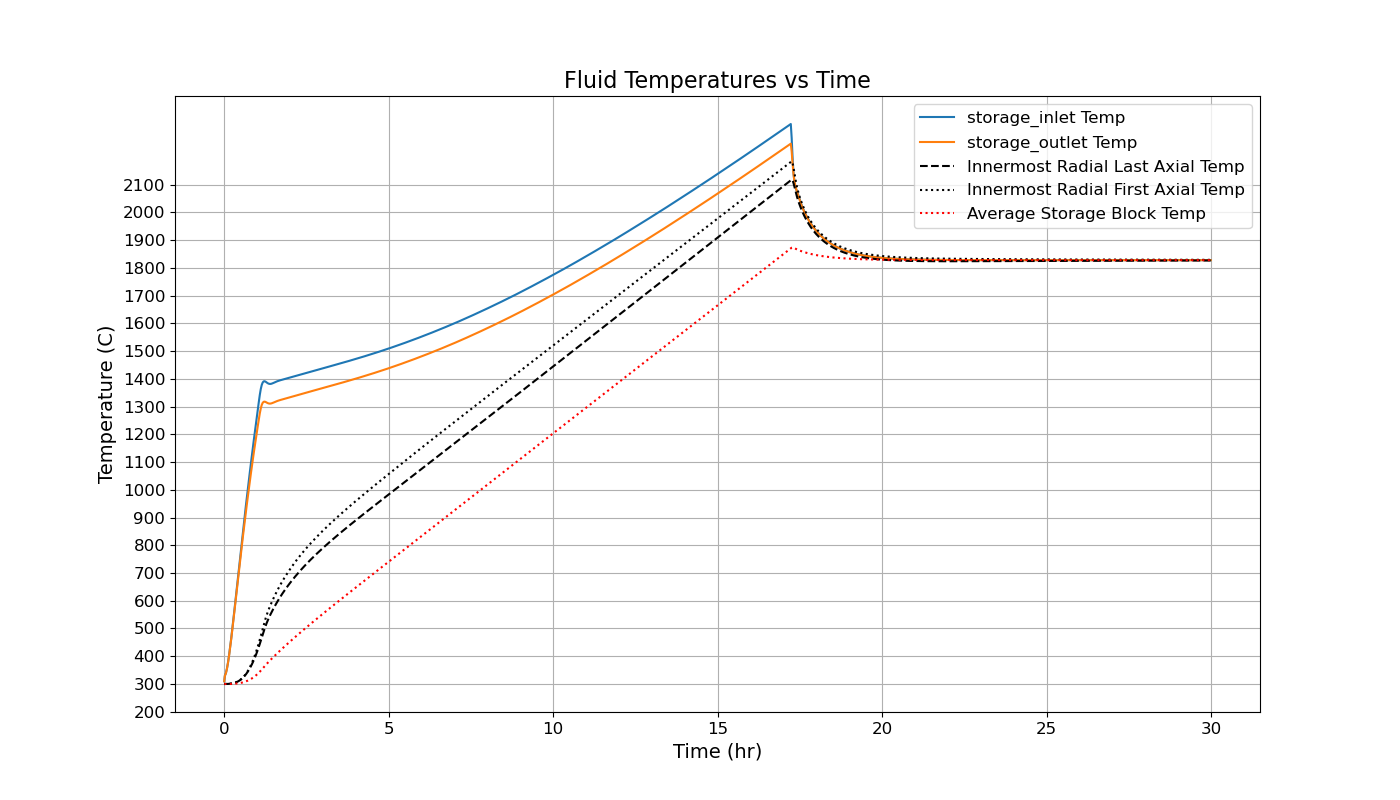 Fluid Temperatures vs Time
storage_inlet Temp
storage_outlet Temp
Innermost Radial Last Axial Temp
Innermost Radial First Axial Temp
Average Storage Block Temp
Temperature (C)
2100
2000
1900
1800
1700
1600
1500
1400
1300
1200
1100
1000
900
800
700
600
500
400
300
200
0 5 10 15 20 25 30
Time (hr)